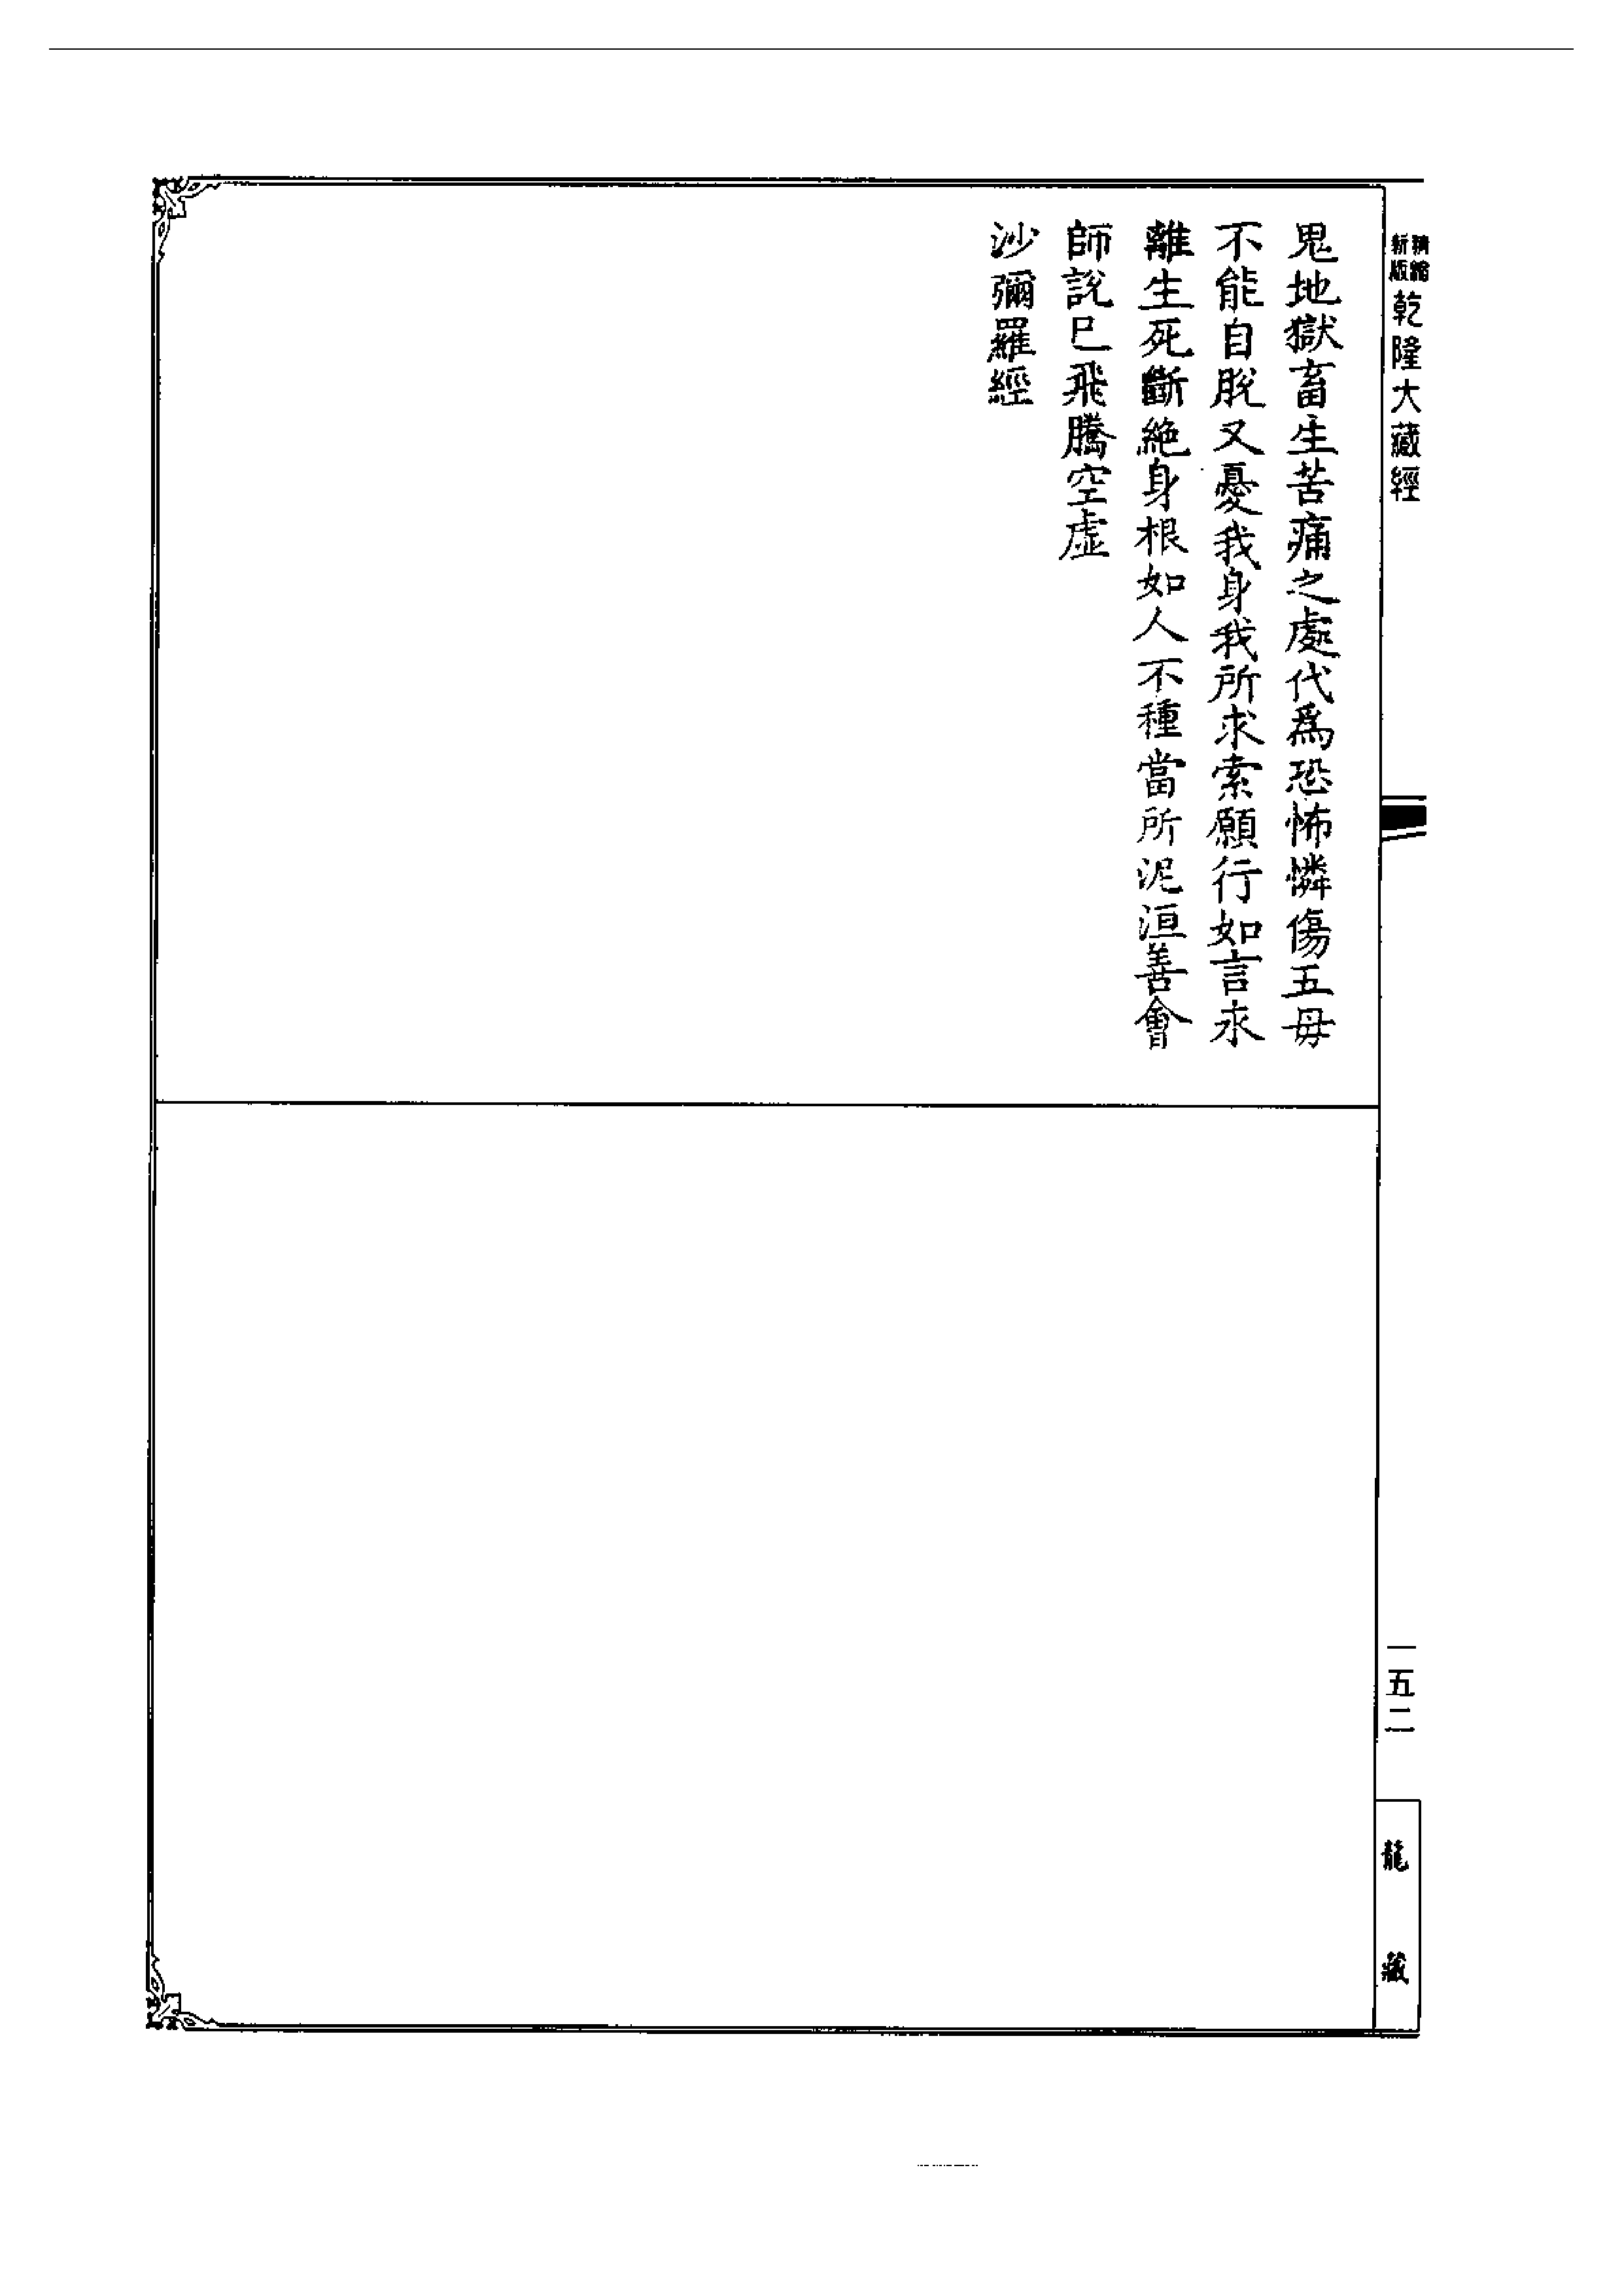 精縮
新版
乾隆大藏經
鬼地獄畜生苦痛之處代爲恐怖憐傷五母
不能自脫又憂我身我所求索願行如言永
離生死斷絶身根如人不種當所泥洹善會
師說巳飛騰空虛
沙彌羅經
一五二
龍藏